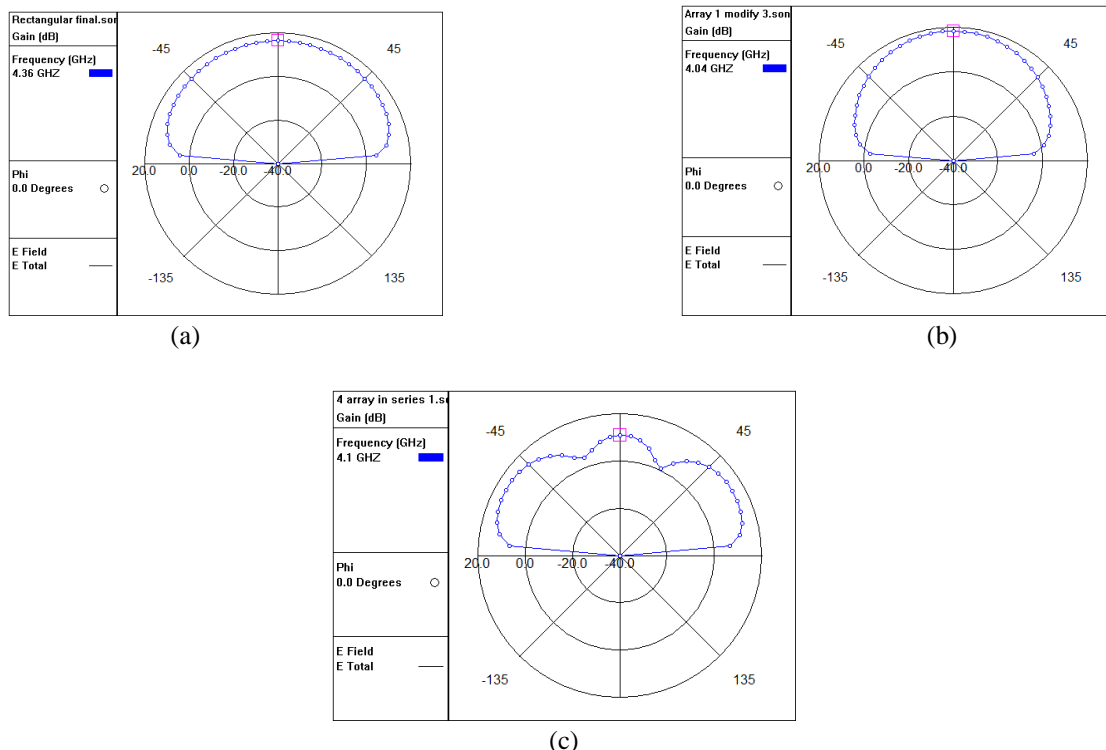 Rectangular final.son
Gain (dB)
Frequency (GHz)
4.36 GHZ
Phi
0.0 Degrees
E Field
E Total
-45
45
20.0 0.0 -20.0 -40.0
-135
135
(a)
Array 1 modify 3.son
Gain (dB)
Frequency (GHz)
4.04 GHZ
Phi
0.0 Degrees
E Field
E Total
-45
45
20.0 0.0 -20.0 -40.0
-135
135
(b)
4 array in series 1.so
Gain (dB)
Frequency (GHz)
4.1 GHZ
Phi
0.0 Degrees
E Field
E Total
-45
45
20.0 0.0 -20.0 -40.0
-135
135
(c)